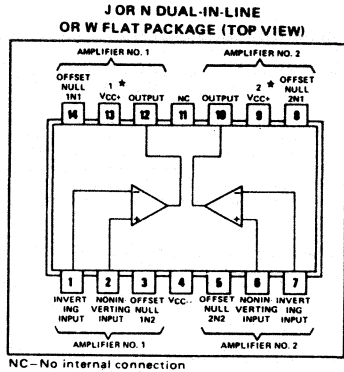 J OR N DUAL-IN-LINE
OR W FLAT PACKAGE (TOP VIEW)
AMPLIFIER NO. 1 AMPLIFIER NO. 2
OFFSET NULL 1N1 1 VCC+ * OUTPUT NC OUTPUT 2 VCC+ * OFFSET NULL 2N1
14 13 12 11 10 9 8
- -
+ +
1 2 3 4 5 6 7
INVERT ING INPUT NONIN- VERTING INPUT OFFSET NULL 1N2 VCC-- OFFSET NULL 2N2 NONIN- VERTING INPUT INVERT ING INPUT
AMPLIFIER NO. 1 AMPLIFIER NO. 2
NC—No internal connection